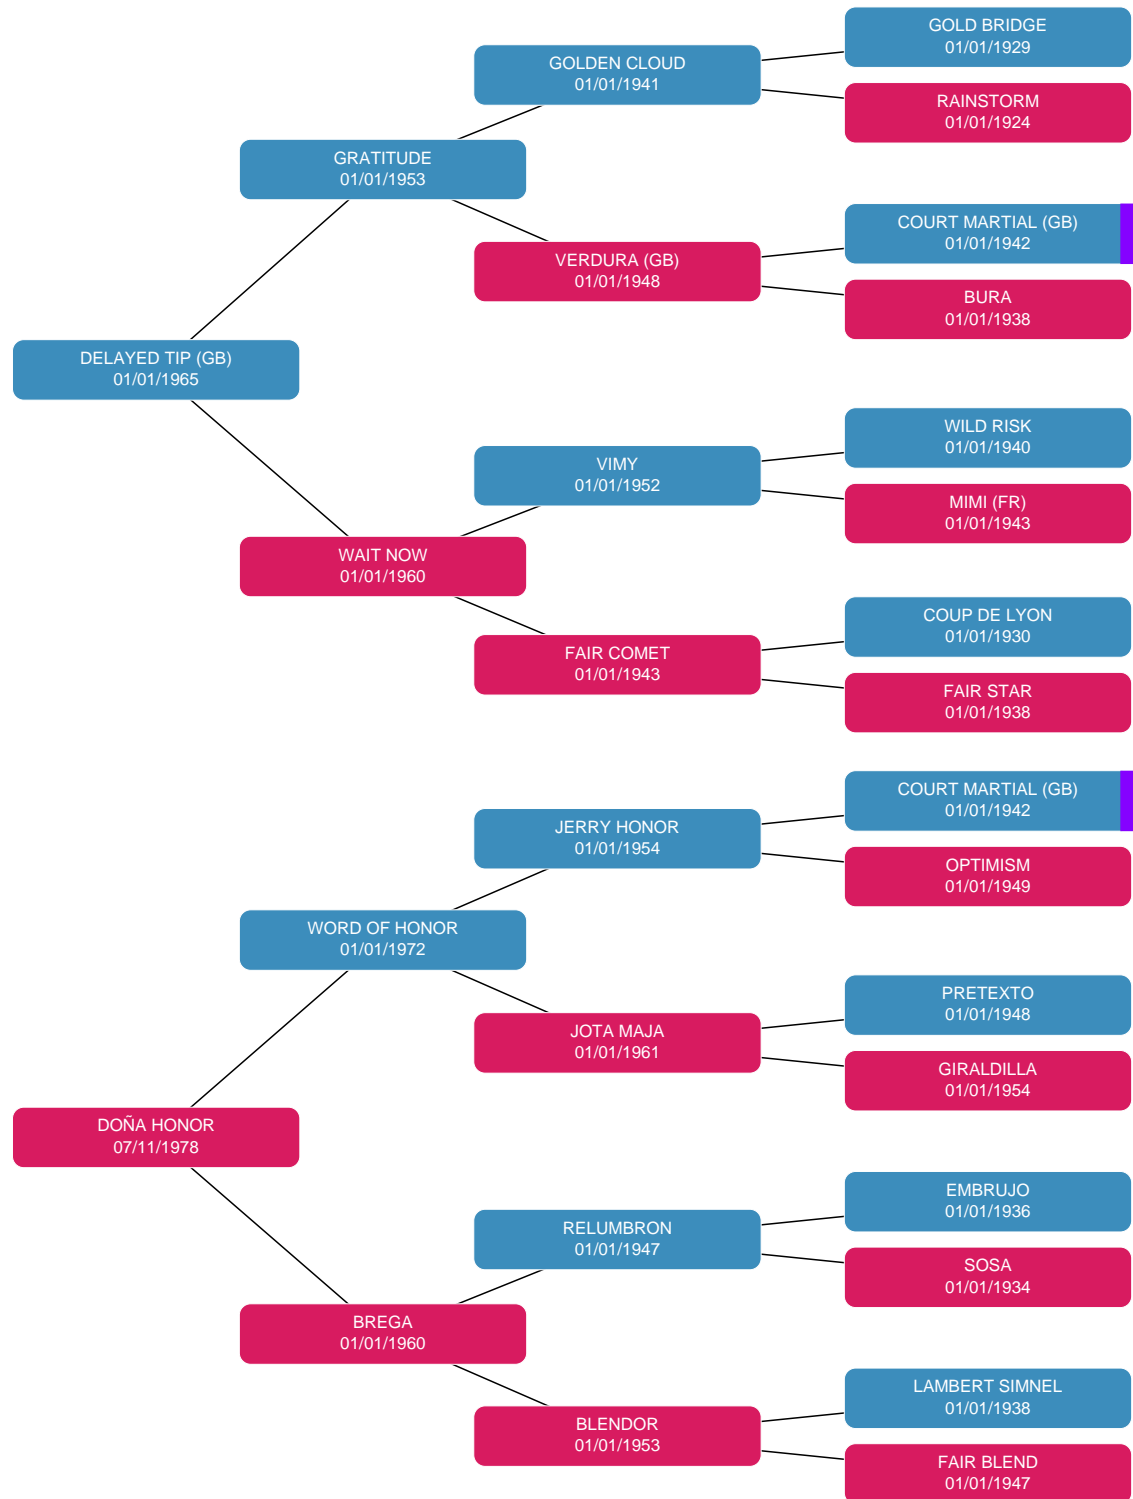 GOLD BRIDGE
01/01/1929
GOLDEN CLOUD
01/01/1941
RAINSTORM
01/01/1924
GRATITUDE
01/01/1953
COURT MARTIAL (GB)
01/01/1942
VERDURA (GB)
01/01/1948
BURA
01/01/1938
DELAYED TIP (GB)
01/01/1965
WILD RISK
01/01/1940
VIMY
01/01/1952
MIMI (FR)
01/01/1943
WAIT NOW
01/01/1960
COUP DE LYON
01/01/1930
FAIR COMET
01/01/1943
FAIR STAR
01/01/1938
COURT MARTIAL (GB)
01/01/1942
JERRY HONOR
01/01/1954
OPTIMISM
01/01/1949
WORD OF HONOR
01/01/1972
PRETEXTO
01/01/1948
JOTA MAJA
01/01/1961
GIRALDILLA
01/01/1954
DOÑA HONOR
07/11/1978
EMBRUJO
01/01/1936
RELUMBRON
01/01/1947
SOSA
01/01/1934
BREGA
01/01/1960
LAMBERT SIMNEL
01/01/1938
BLENDOR
01/01/1953
FAIR BLEND
01/01/1947